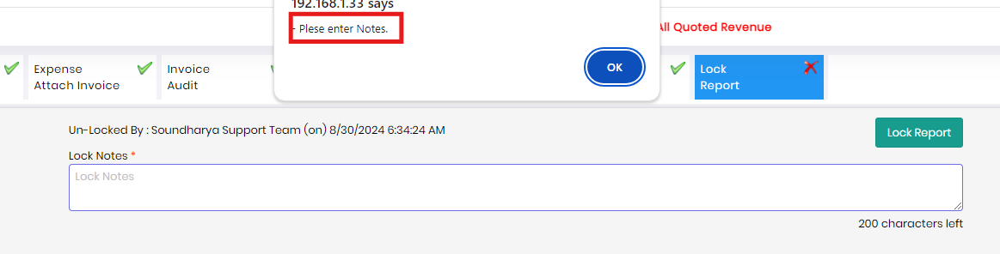 192.168.1.33 says
- Plese enter Notes.
OK
All Quoted Revenue
Expense
Attach Invoice
Invoice
Audit
Lock
Report
Un-Locked By : Soundharya Support Team (on) 8/30/2024 6:34:24 AM
Lock Report
Lock Notes *
Lock Notes
200 characters left